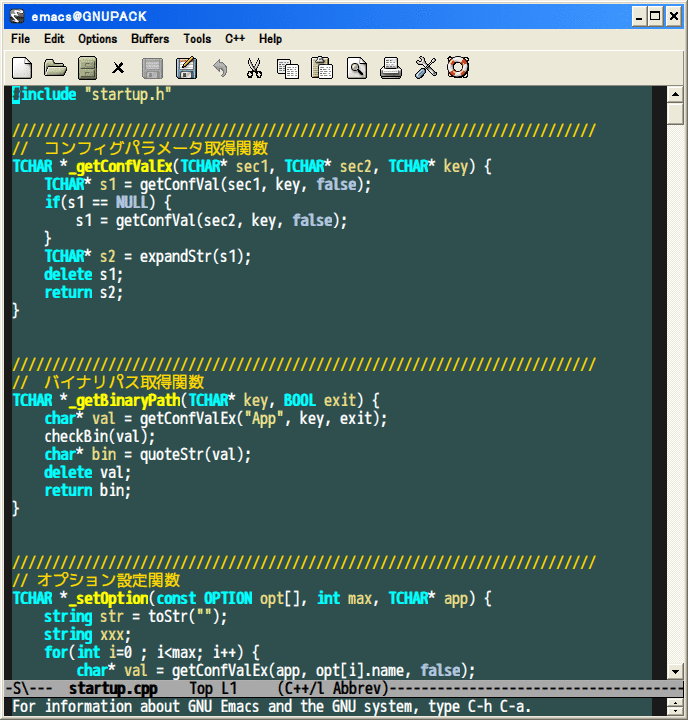 emacs@GNUPACK
File Edit Options Buffers Tools C++ Help
#include "startup.h"
/////////////////////////////////////////////////////////////////////////
//  コンフィグパラメータ取得関数
TCHAR *_getConfValEx(TCHAR* sec1, TCHAR* sec2, TCHAR* key) {
    TCHAR* s1 = getConfVal(sec1, key, false);
    if(s1 == NULL) {
        s1 = getConfVal(sec2, key, false);
    }
    TCHAR* s2 = expandStr(s1);
    delete s1;
    return s2;
}
/////////////////////////////////////////////////////////////////////////
//  バイナリパス取得関数
TCHAR *_getBinaryPath(TCHAR* key, BOOL exit) {
    char* val = getConfValEx("App", key, exit);
    checkBin(val);
    char* bin = quoteStr(val);
    delete val;
    return bin;
}
/////////////////////////////////////////////////////////////////////////
// オプション設定関数
TCHAR *_setOption(const OPTION opt[], int max, TCHAR* app) {
    string str = toStr("");
    string xxx;
    for(int i=0 ; i<max; i++) {
        char* val = getConfValEx(app, opt[i].name, false);
-S\---  startup.cpp    Top L1     (C++/l Abbrev)-------------------------------------
For information about GNU Emacs and the GNU system, type C-h C-a.